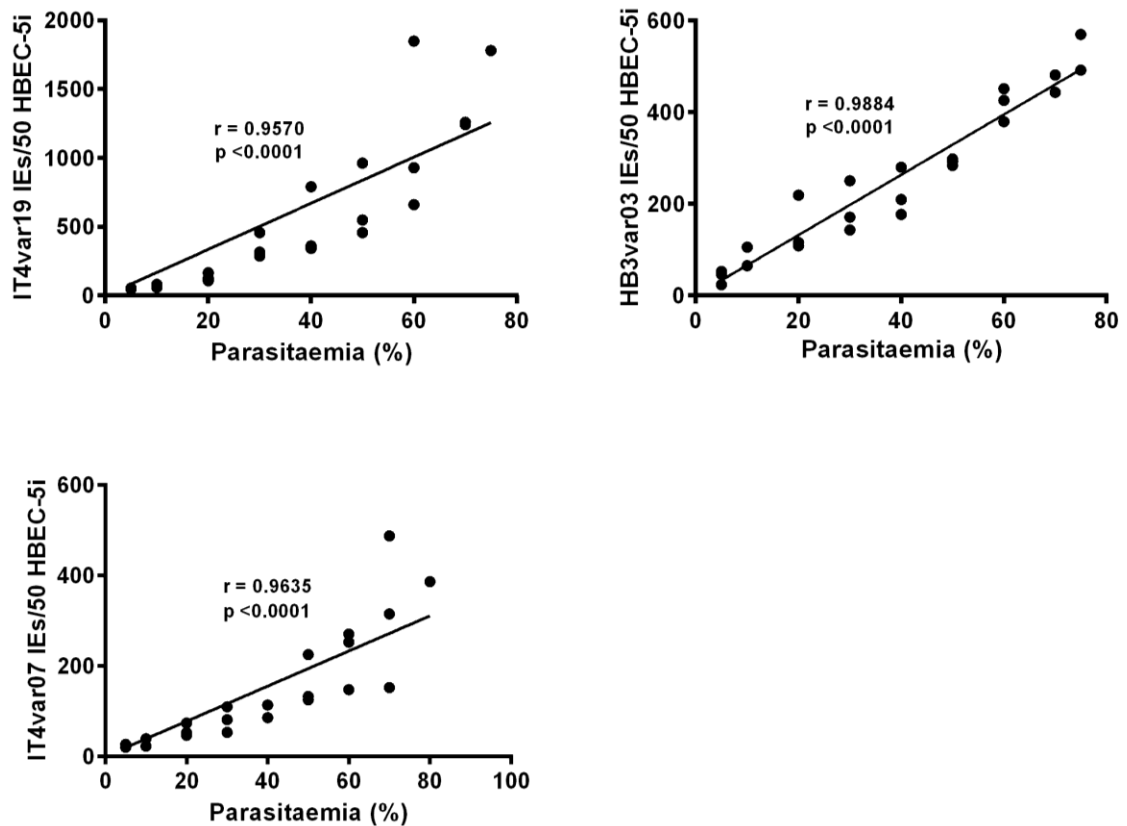 IT4var19 IEs/50 HBEC-5i
2000
1500
1000
500
0
r = 0.9570
p <0.0001
0 20 40 60 80
Parasitaemia (%)
HB3var03 IEs/50 HBEC-5i
600
400
200
0
r = 0.9884
p <0.0001
0 20 40 60 80
Parasitaemia (%)
IT4var07 IEs/50 HBEC-5i
600
400
200
0
r = 0.9635
p <0.0001
0 20 40 60 80 100
Parasitaemia (%)